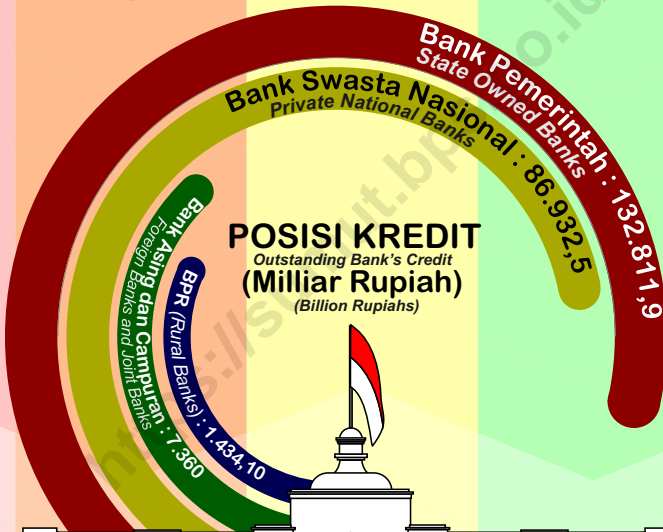 Bank Pemerintah : 132.811,9
State Owned Banks
Bank Swasta Nasional : 86.932,5
Private National Banks
Bank Asing dan Campuran : 7.360
Foreign Banks and Joint Banks
BPR (Rural Banks) : 1.434,10
POSISI KREDIT
Outstanding Bank's Credit
(Milliar Rupiah)
(Billion Rupiahs)